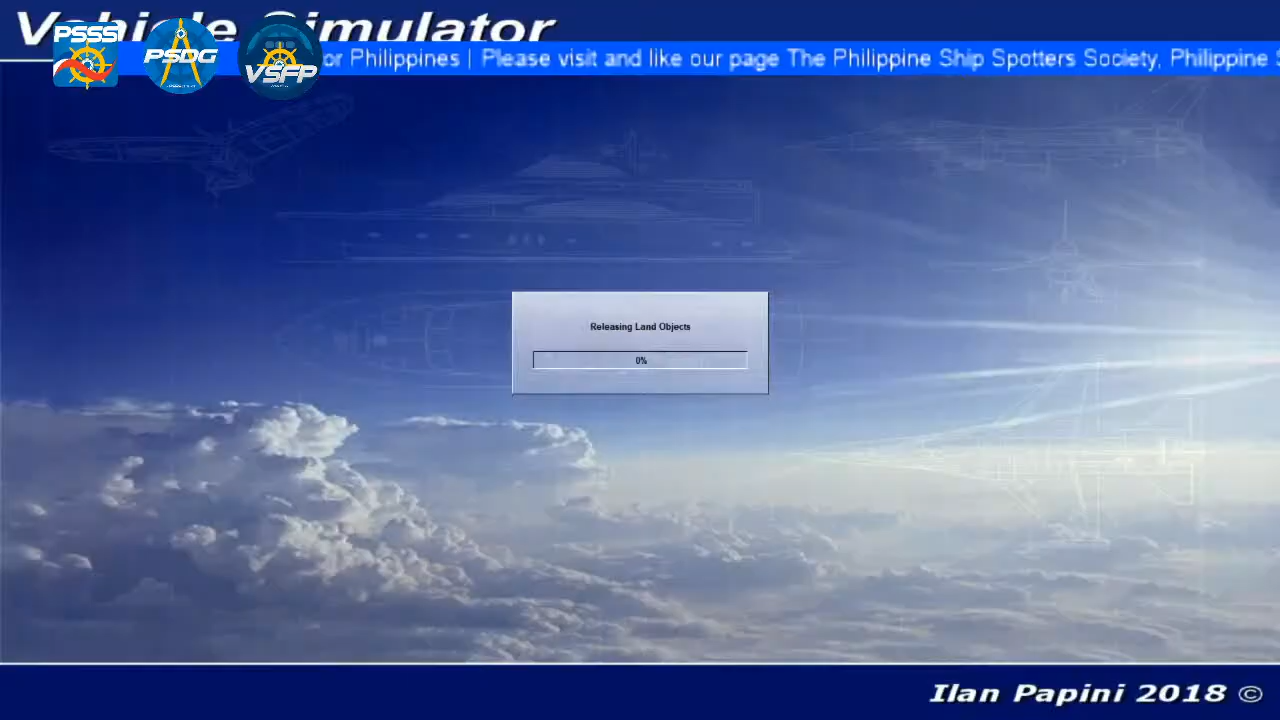 Vehicle Simulator
PSSS
PSDG
VSFP
or Philippines | Please visit and like our page The Philippine Ship Spotters Society, Philippine
Releasing Land Objects
0%
Ilan Papini 2018 ©